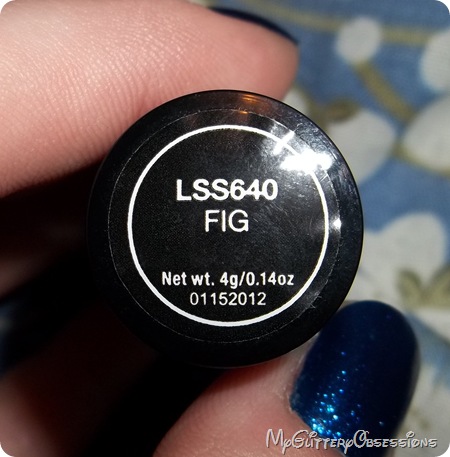 LSS640
FIG
Net wt. 4g/0.14oz
01152012
MyGlitteryObsessions